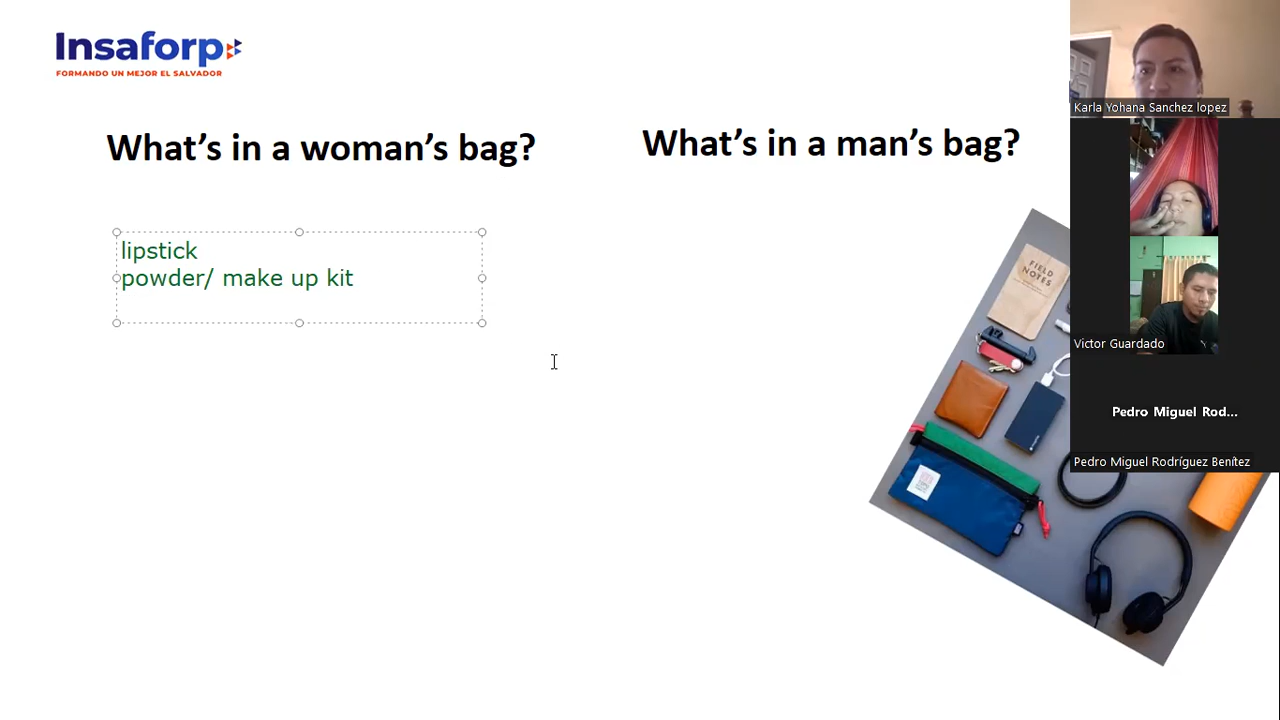 Insaforp
FORMANDO UN MEJOR EL SALVADOR
What's in a woman's bag?
What's in a man's bag?
lipstick
powder/ make up kit
FIELD
NOTES
Karla Yohana Sanchez lopez
Victor Guardado
Pedro Miguel Rod...
Pedro Miguel Rodríguez Benítez